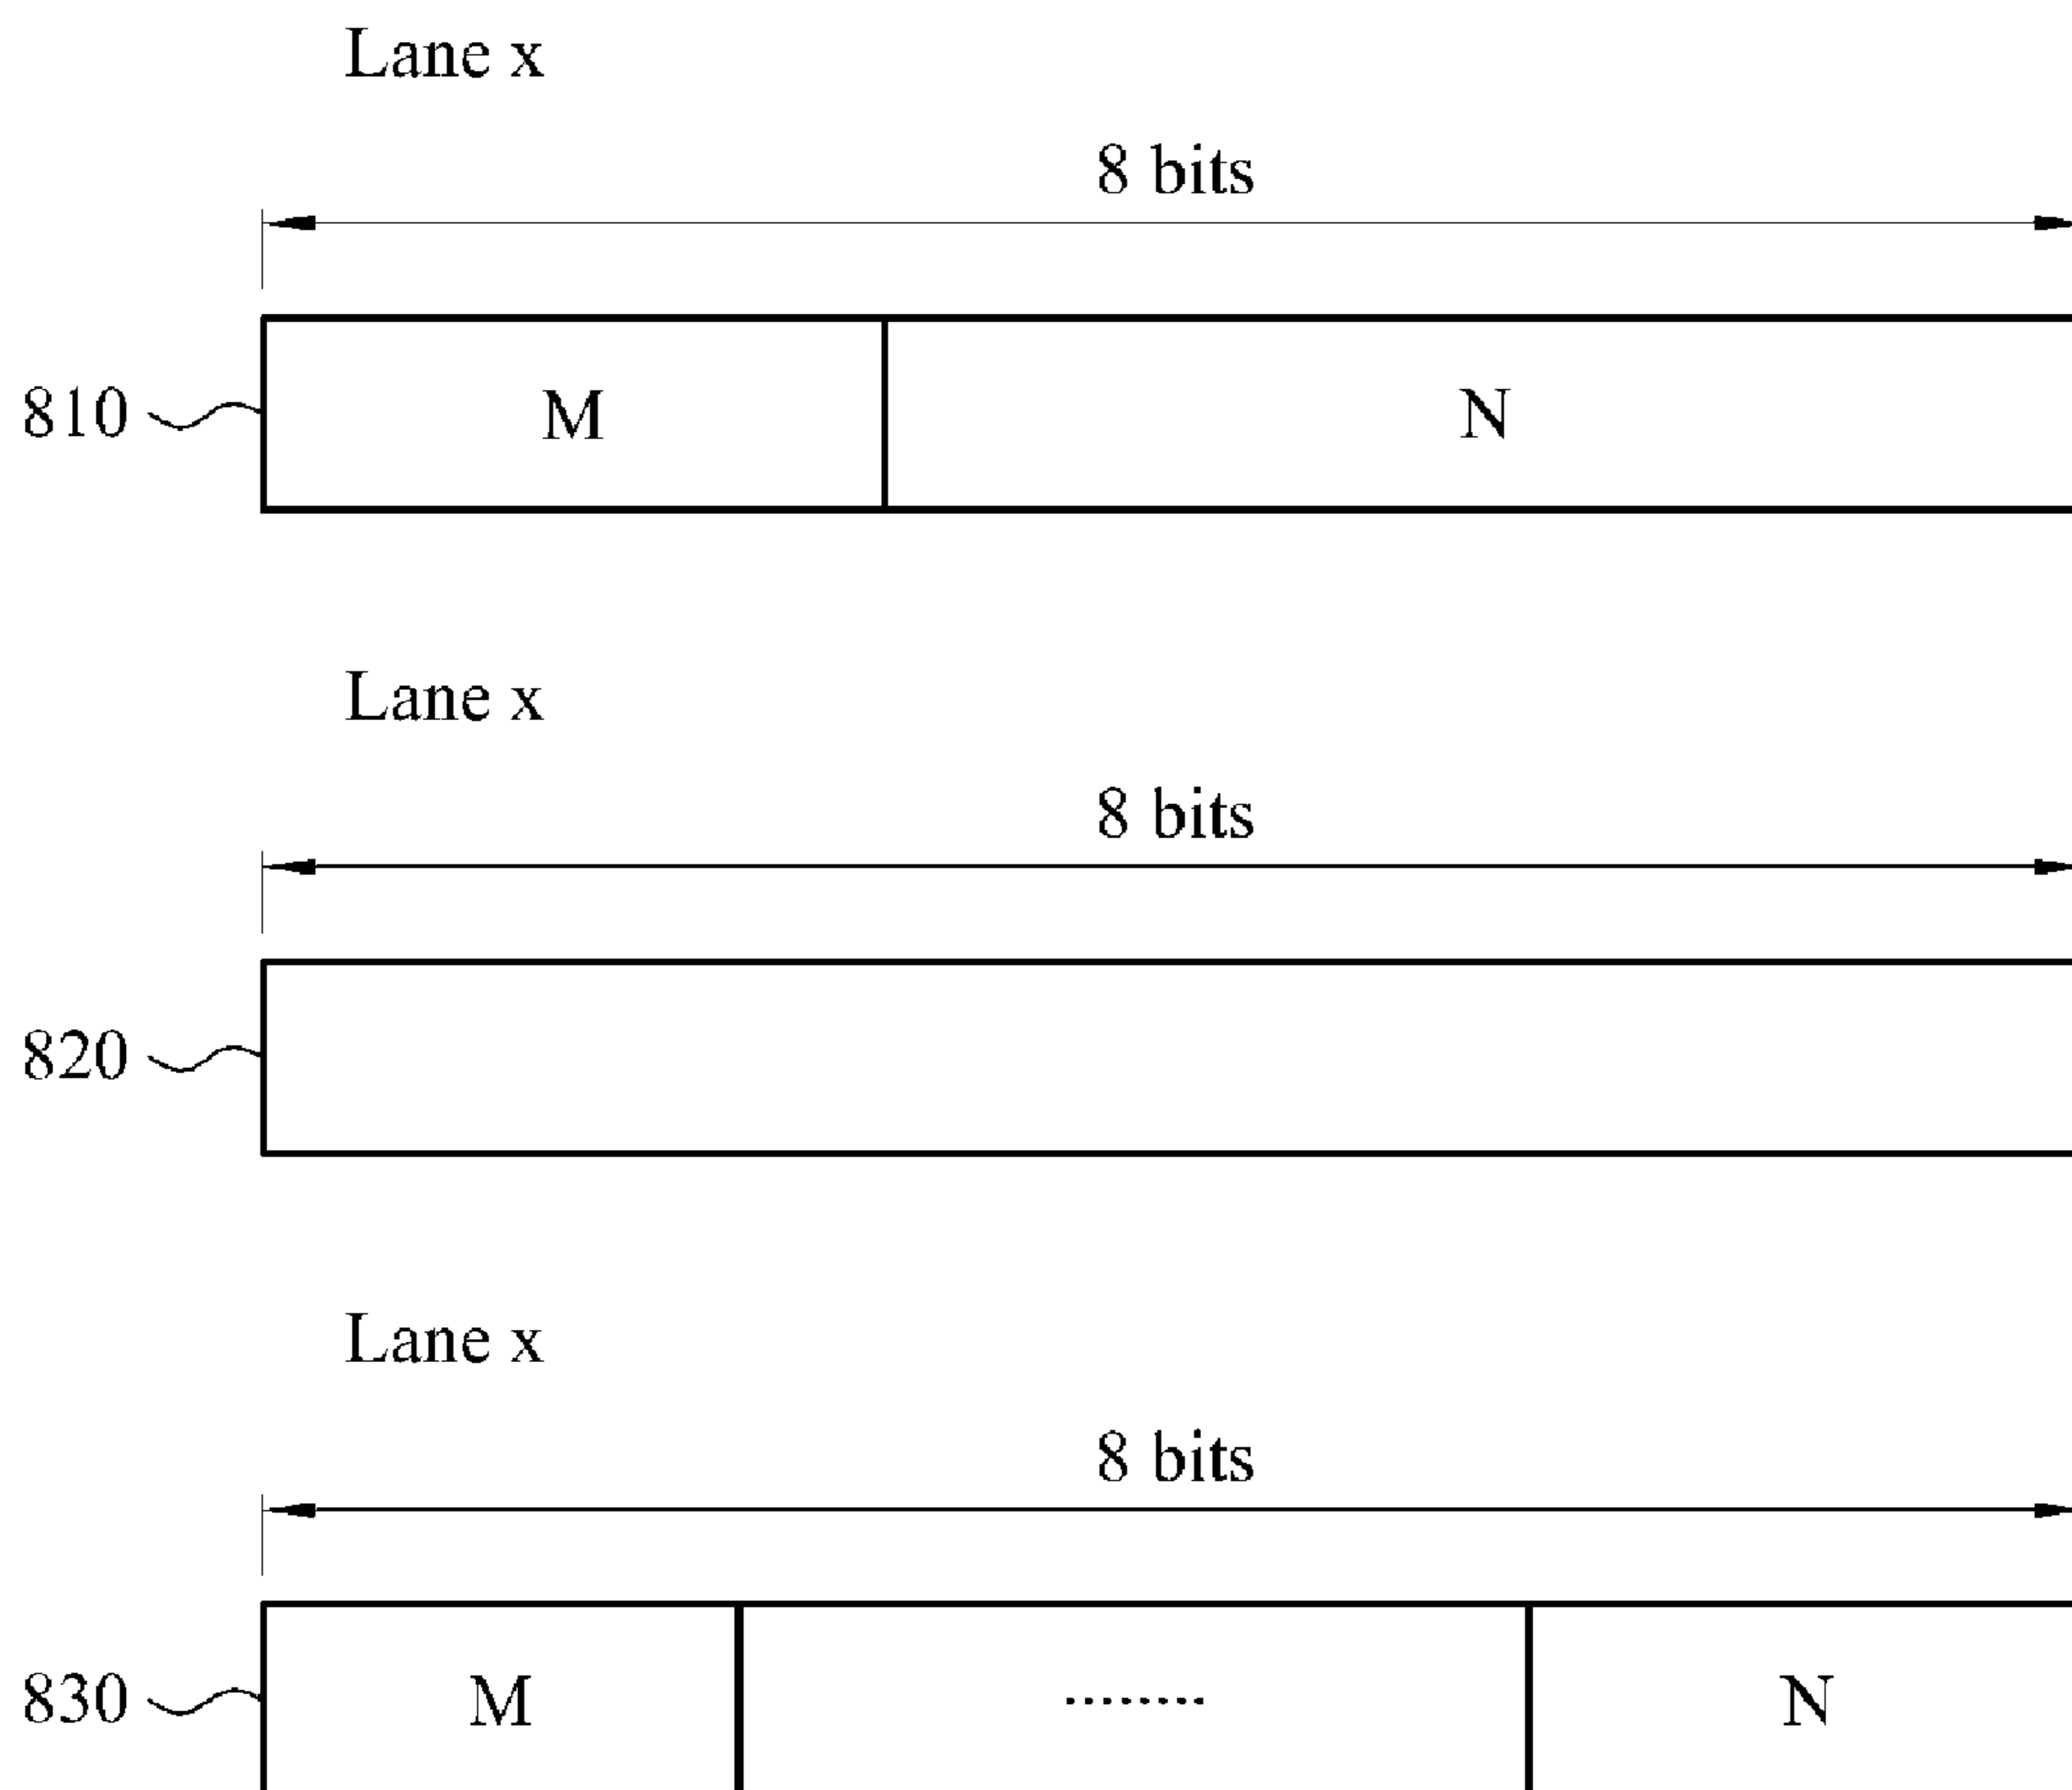 Lane x
8 bits
810 M N
Lane x
8 bits
820
Lane x
8 bits
830 M ........ N